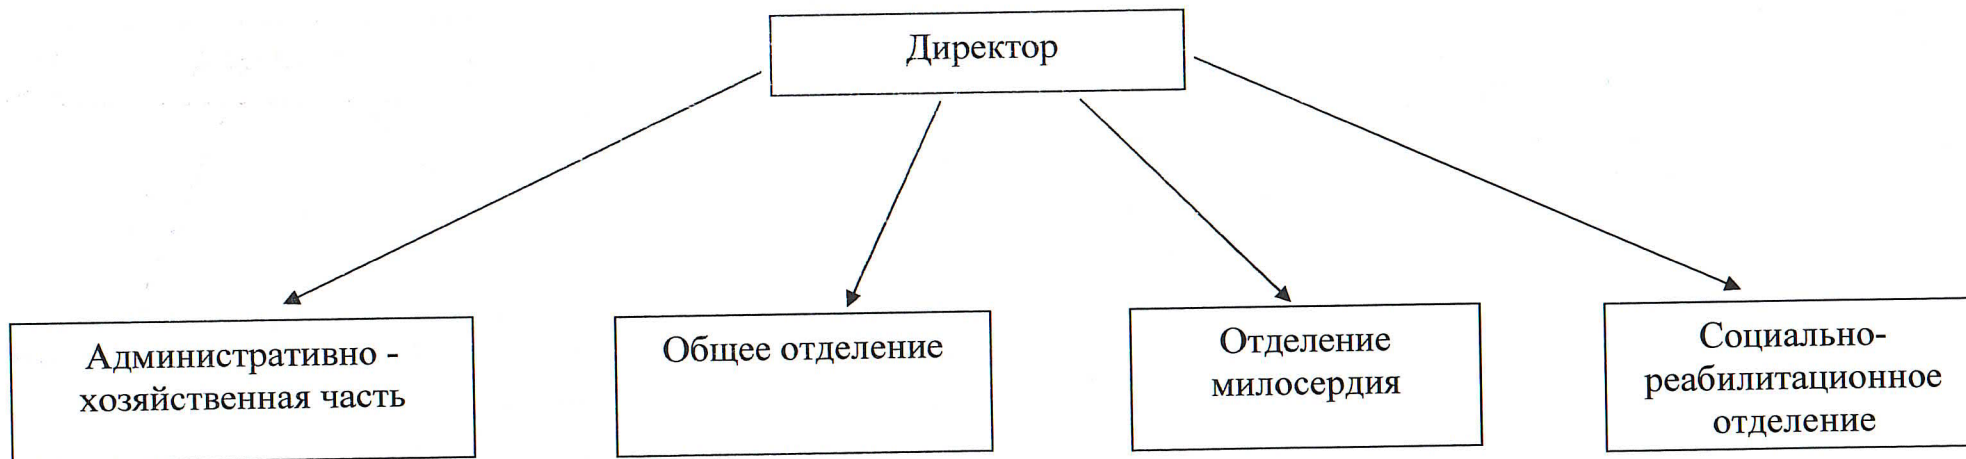 Директор
Административно -
хозяйственная часть
Общее отделение
Отделение
милосердия
Социально-
реабилитационное
отделение